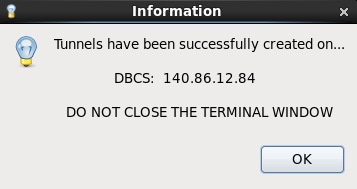 Information
Tunnels have been successfully created on...
DBCS: 140.86.12.84
DO NOT CLOSE THE TERMINAL WINDOW
OK